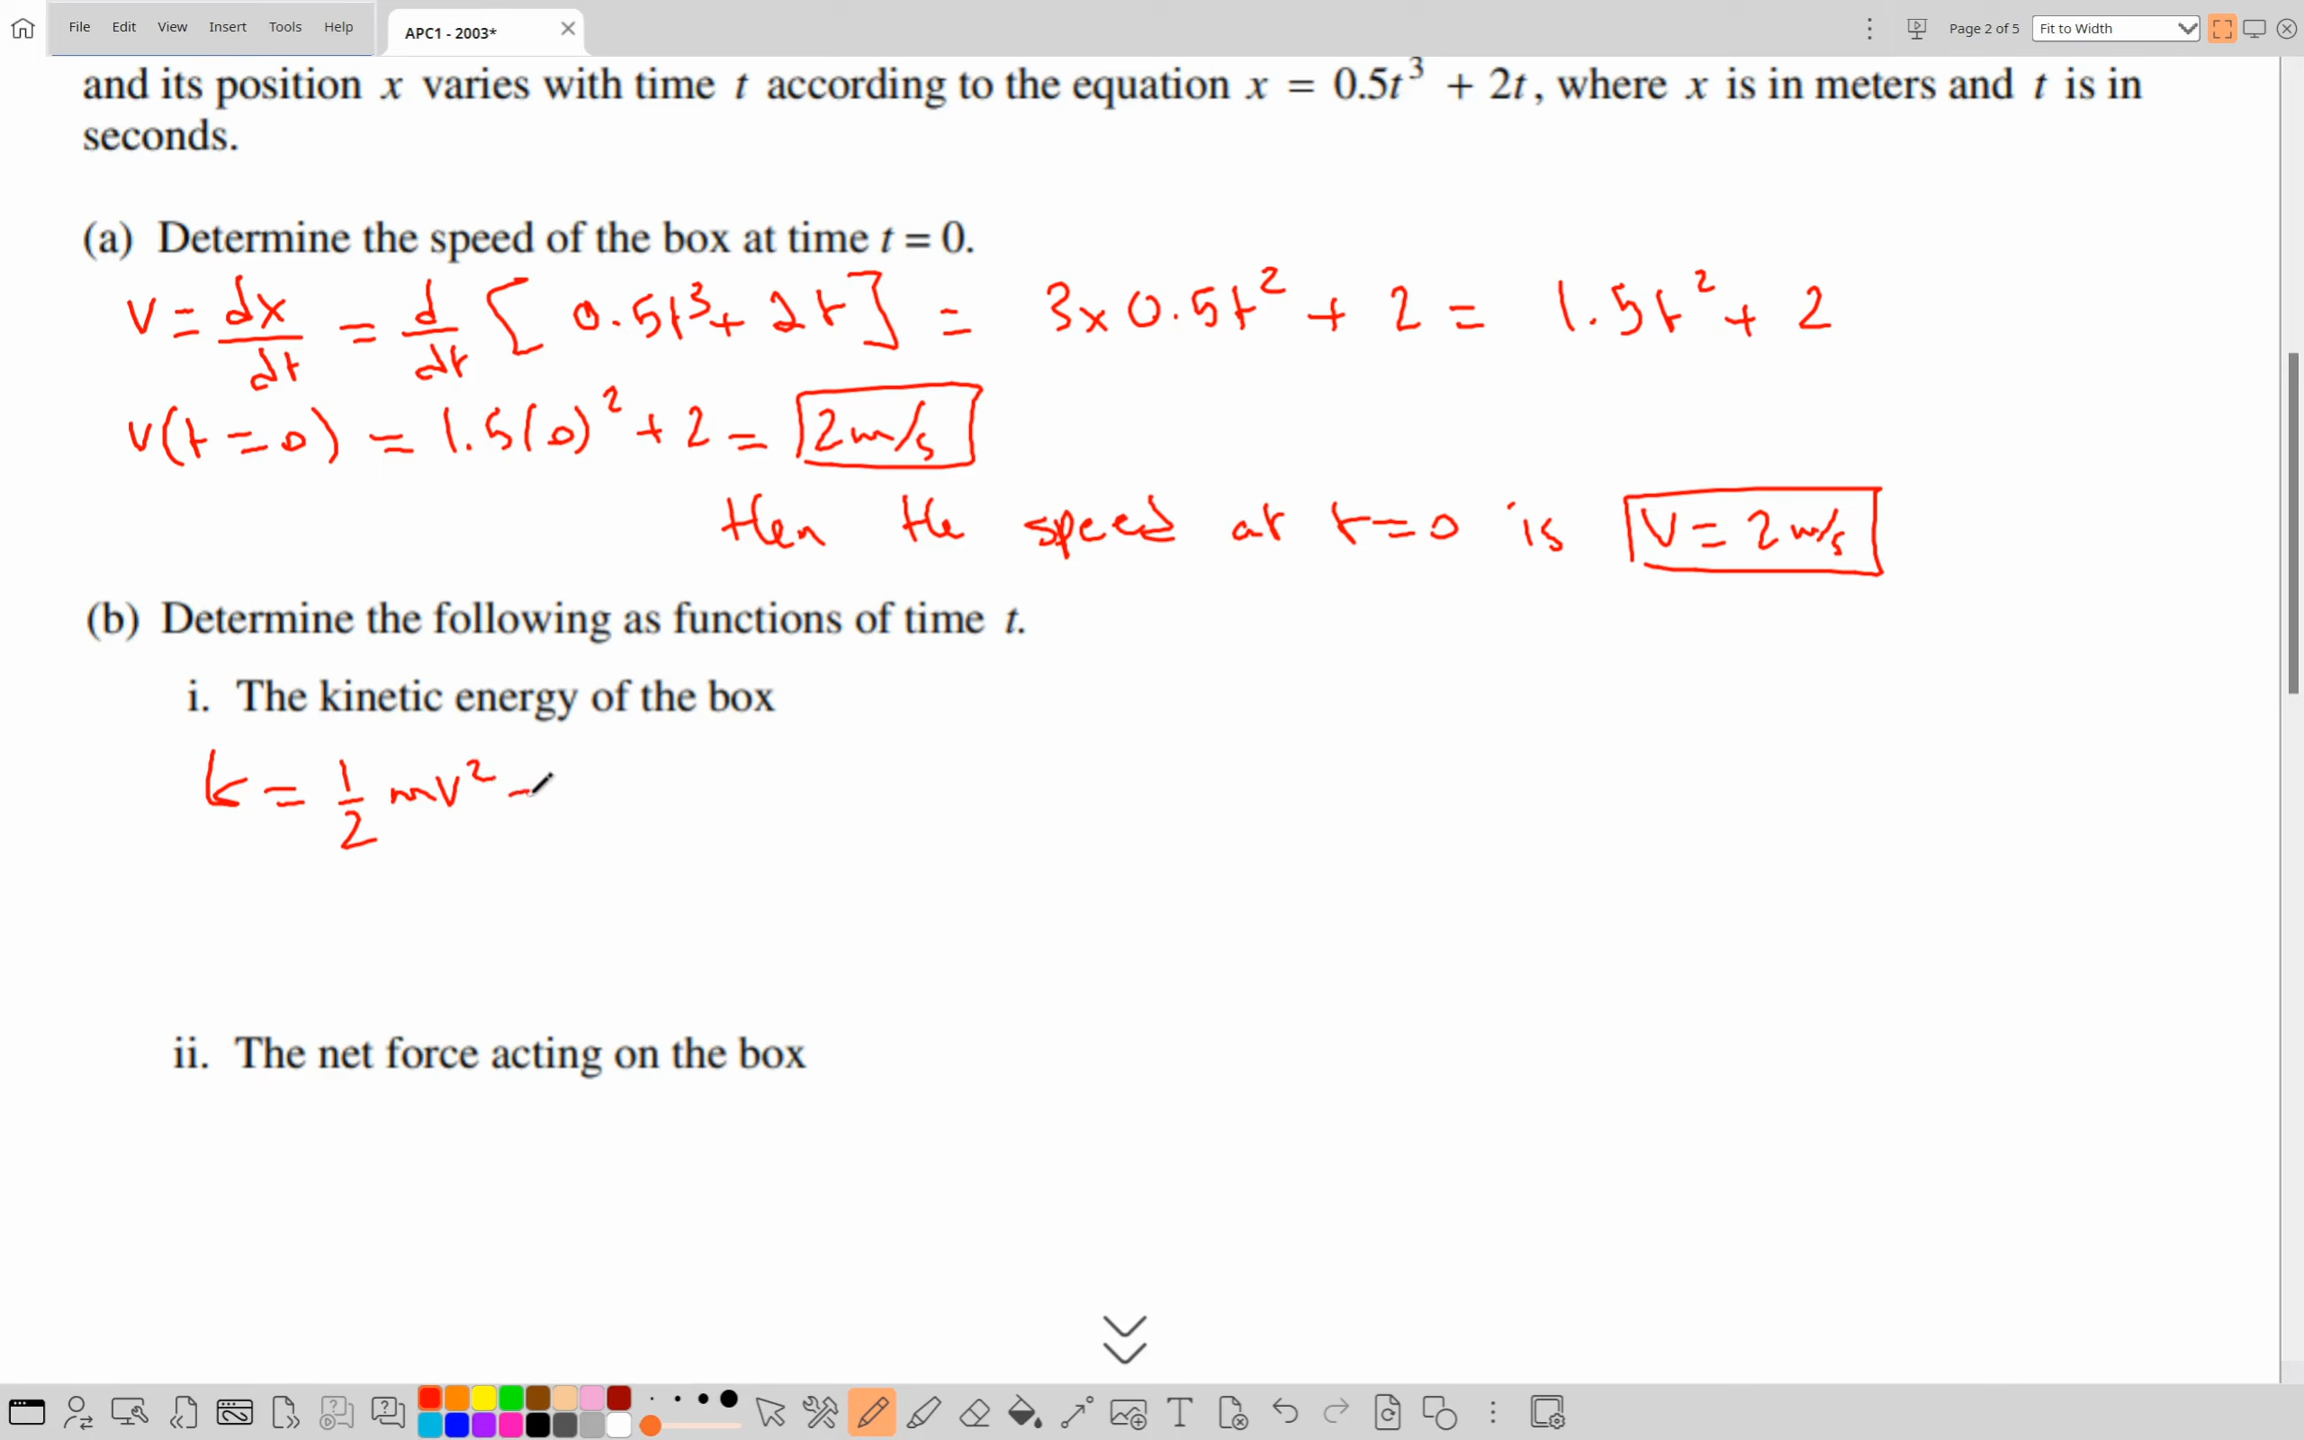 File Edit View Insert Tools Help APC1 - 2003* Page 2 of 5 Fit to Width
and its position x varies with time t according to the equation x = 0.5t³ + 2t, where x is in meters and t is in
seconds.
(a) Determine the speed of the box at time t = 0.
v = dx/dt = d/dt [0.5t³ + 2t] = 3 x 0.5t² + 2 = 1.5t² + 2
v(t = 0) = 1.5(0)² + 2 = 2 m/s
then the speed at t = 0 is V = 2 m/s
(b) Determine the following as functions of time t.
i. The kinetic energy of the box
k = 1/2 mv² -
ii. The net force acting on the box